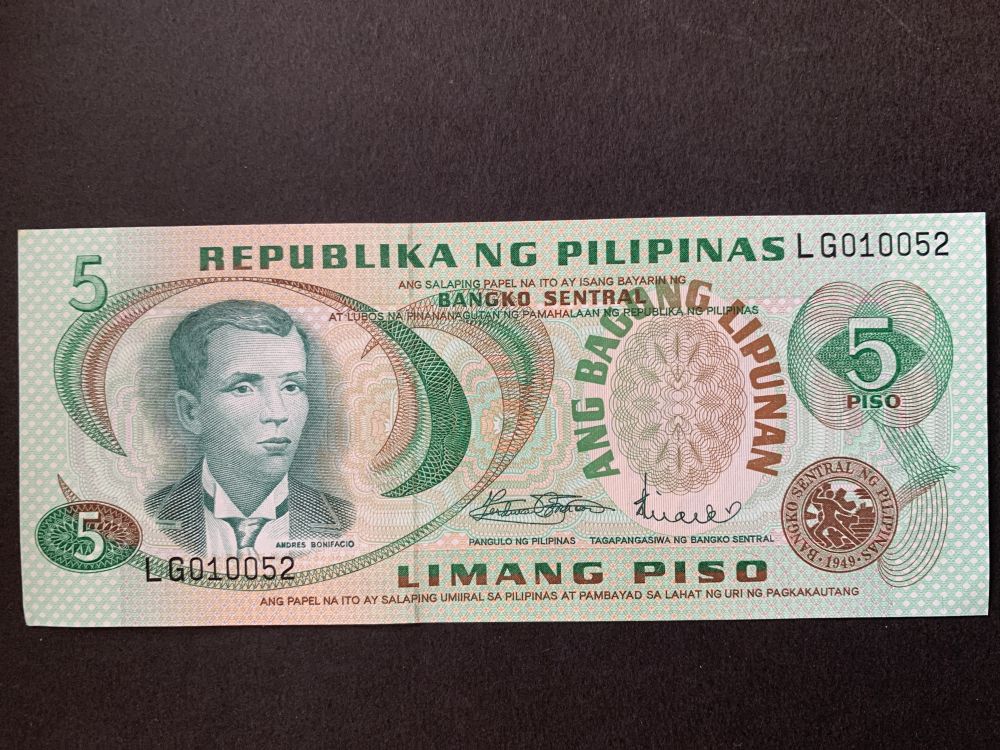 REPUBLIKA NG PILIPINAS LG010052
5
ANG SALAPING PAPEL NA ITO AY ISANG BAYARIN NG
BANGKO SENTRAL
AT LUBOS NA PINANANAGUTAN NG PAMAHALAAN NG REPUBLIKA NG PILIPINAS
ANG BAGONG LIPUNAN
5
PISO
BANGKO SENTRAL NG PILIPINAS
1949
5
ANDRES BONIFACIO
PANGULO NG PILIPINAS TAGAPANGASIWA NG BANGKO SENTRAL
LG010052
LIMANG PISO
ANG PAPEL NA ITO AY SALAPING UMIIRAL SA PILIPINAS AT PAMBAYAD SA LAHAT NG URI NG PAGKAKAUTANG